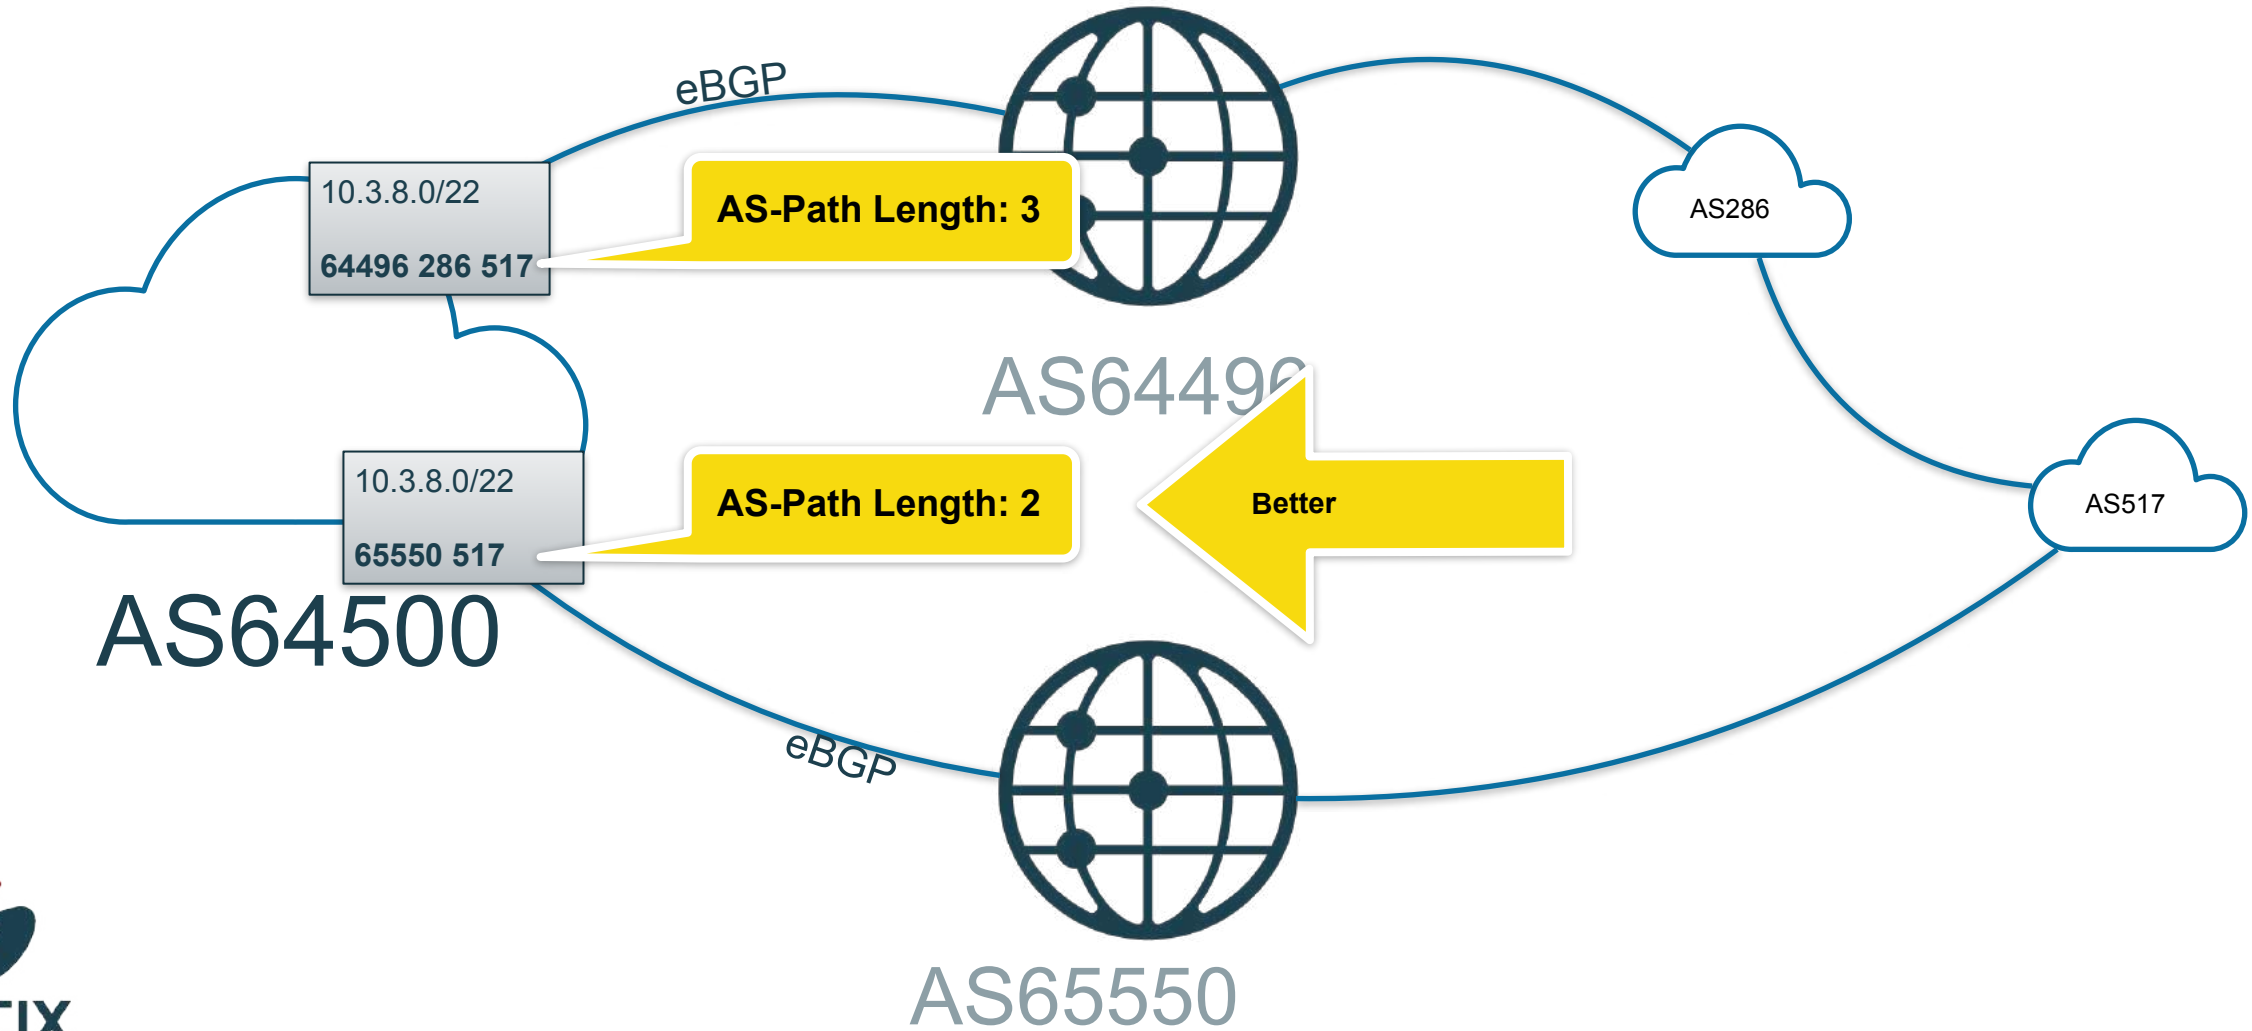 eBGP
10.3.8.0/22
64496 286 517
AS-Path Length: 3
AS286
AS64496
10.3.8.0/22
65550 517
AS-Path Length: 2
Better
AS517
AS64500
eBGP
AS65550